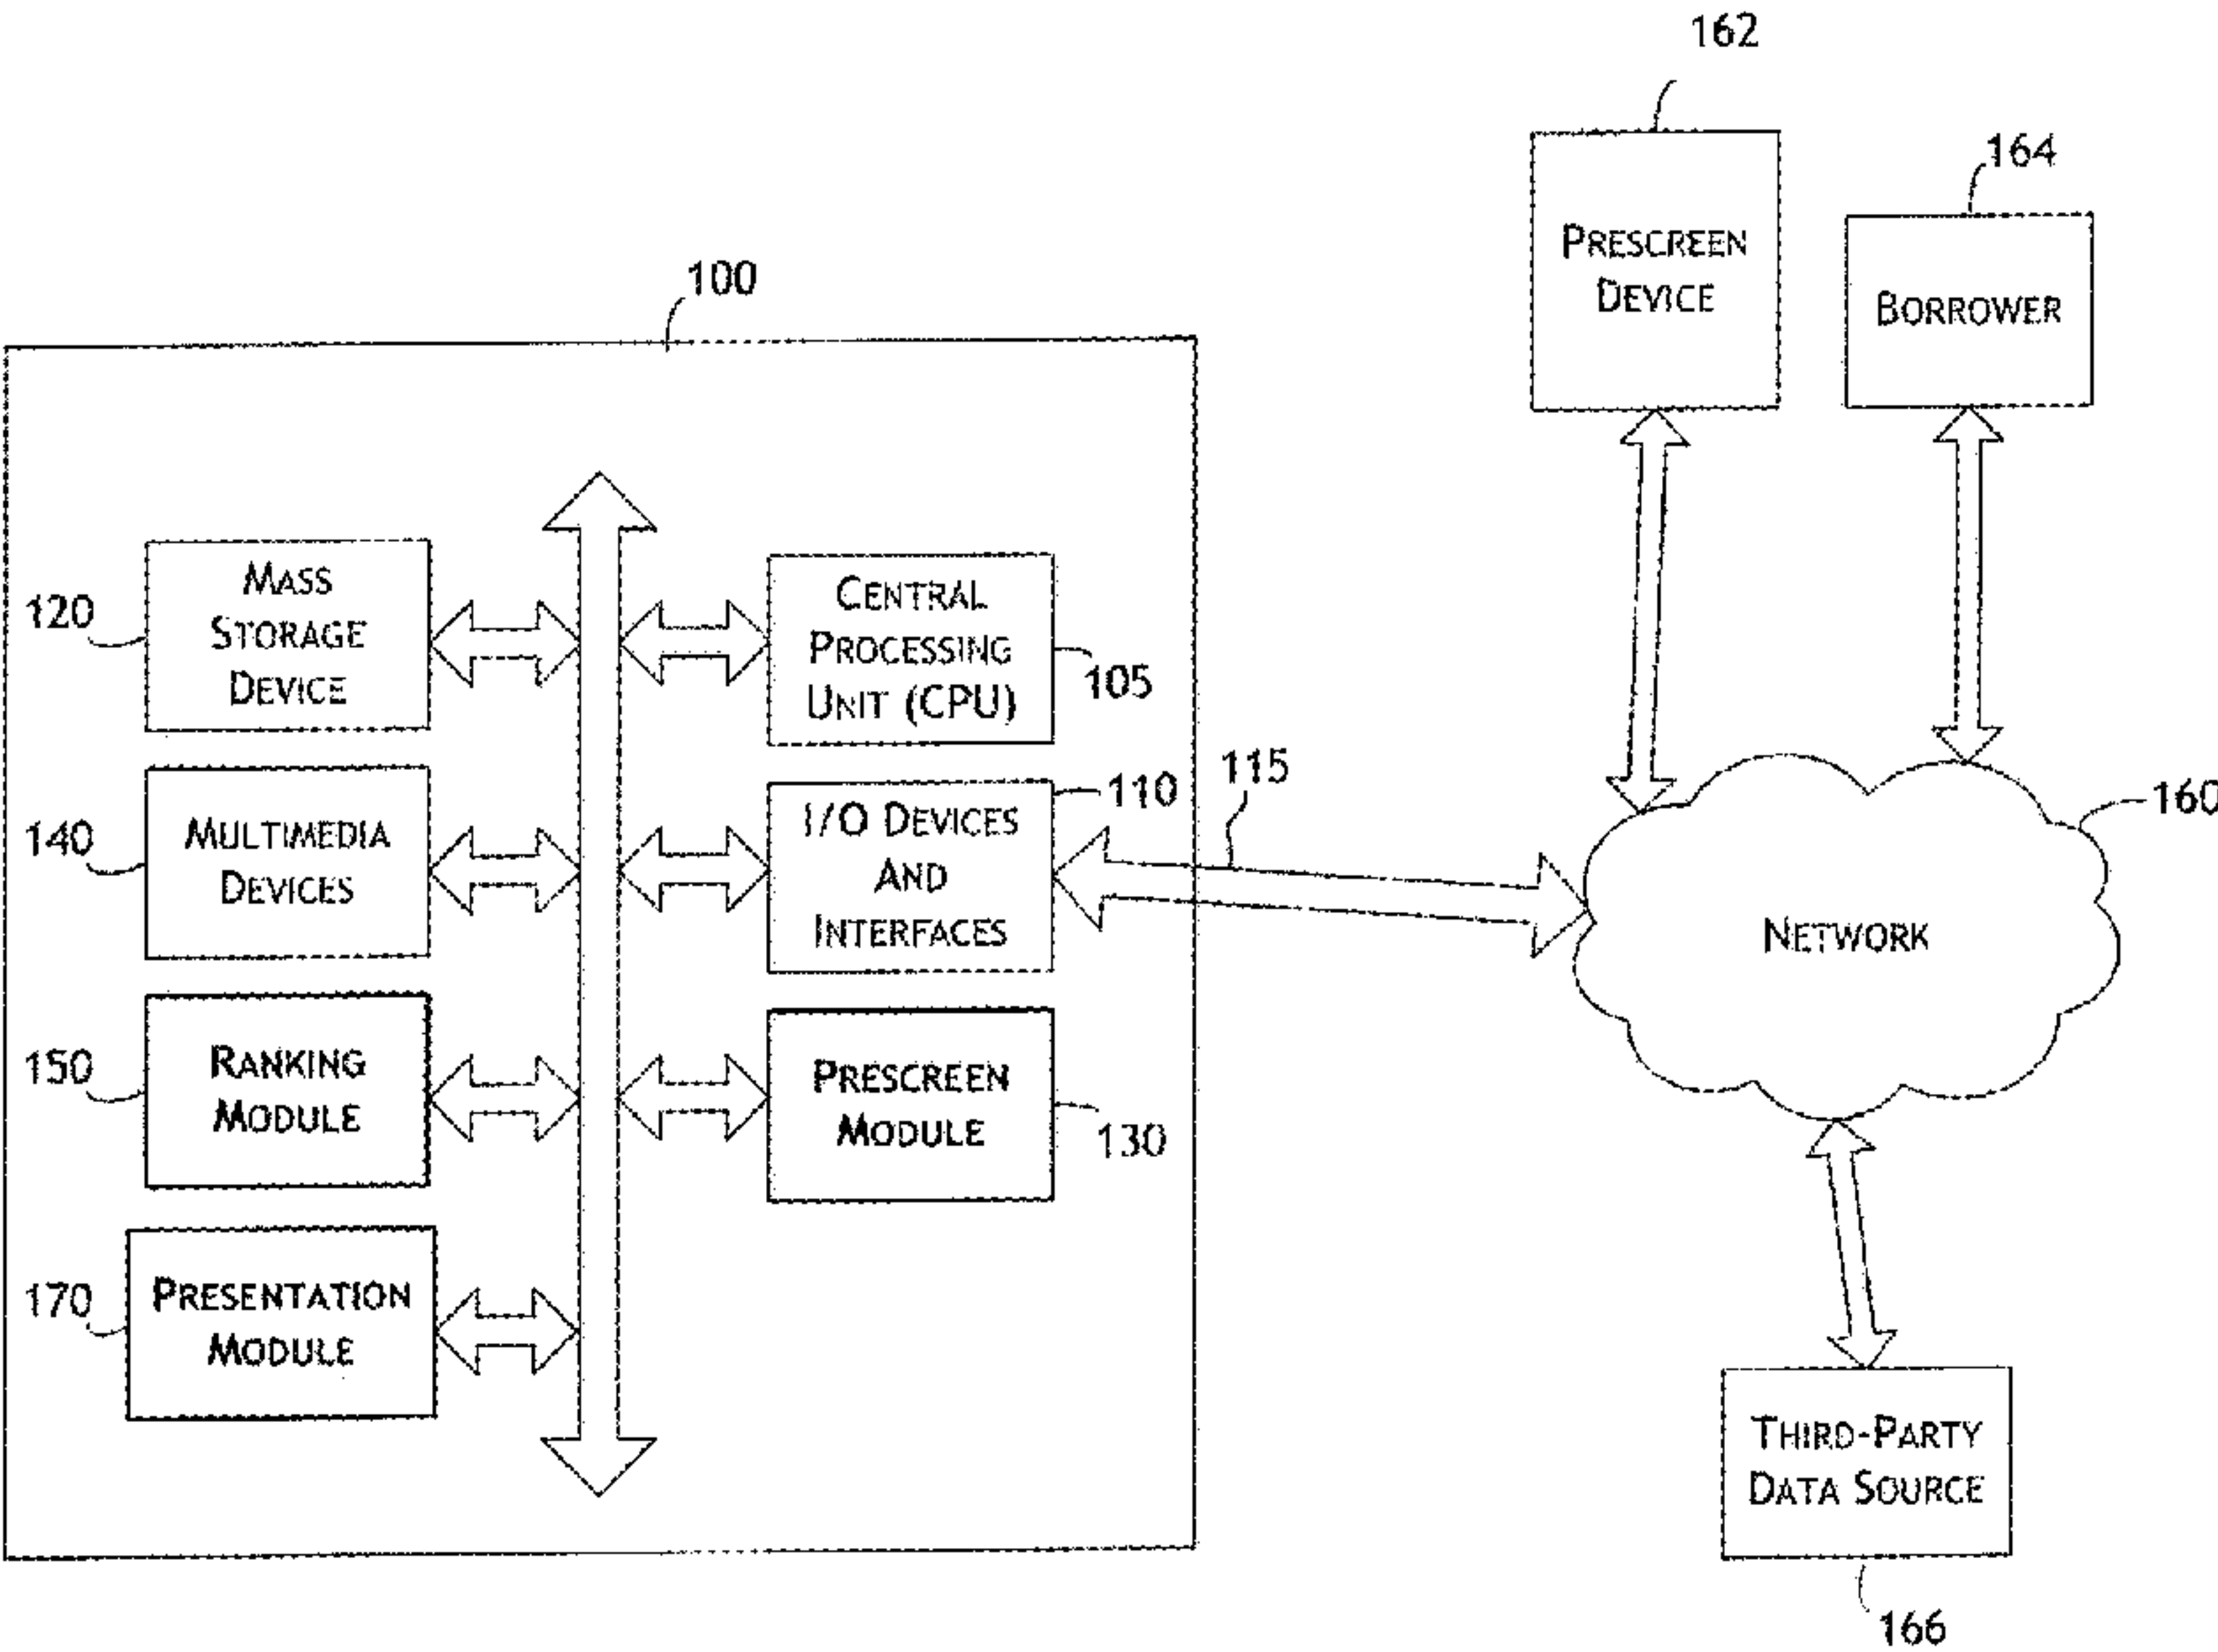 162
164
PRESCREEN
DEVICE
BORROWER
100
MASS
STORAGE
DEVICE
120
CENTRAL
PROCESSING
UNIT (CPU)
105
115
110
I/O DEVICES
AND
INTERFACES
MULTIMEDIA
DEVICES
140
160
NETWORK
RANKING
MODULE
150
PRESCREEN
MODULE
130
PRESENTATION
MODULE
170
THIRD-PARTY
DATA SOURCE
166